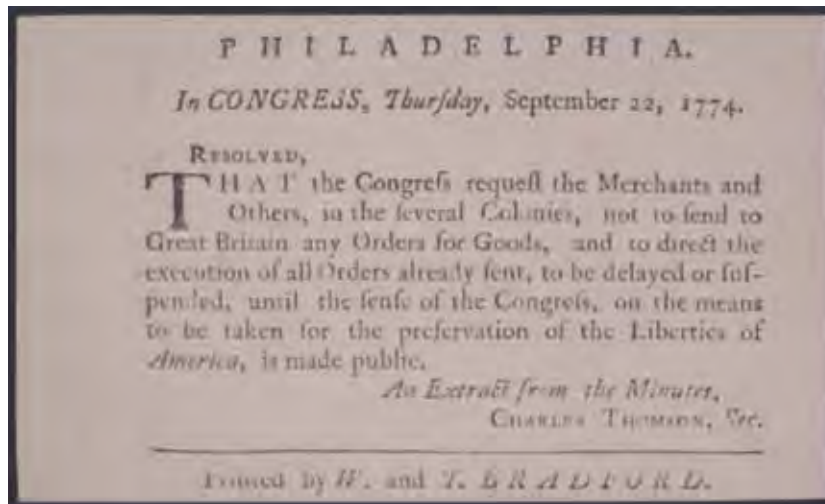 PHILADELPHIA.
In CONGRESS, Thurſday, September 22, 1774.
RESOLVED,
THAT the Congreſs requeſt the Merchants and
Others, in the ſeveral Colonies, not to ſend to
Great Britain any Orders for Goods, and to direct the
execution of all Orders already ſent, to be delayed or ſuſ-
pended, until the ſenſe of the Congreſs, on the means
to be taken for the preſervation of the Liberties of
America, is made public.
An Extract from the Minutes,
CHARLES THOMSON, Sec.
Printed by W. and T. BRADFORD.